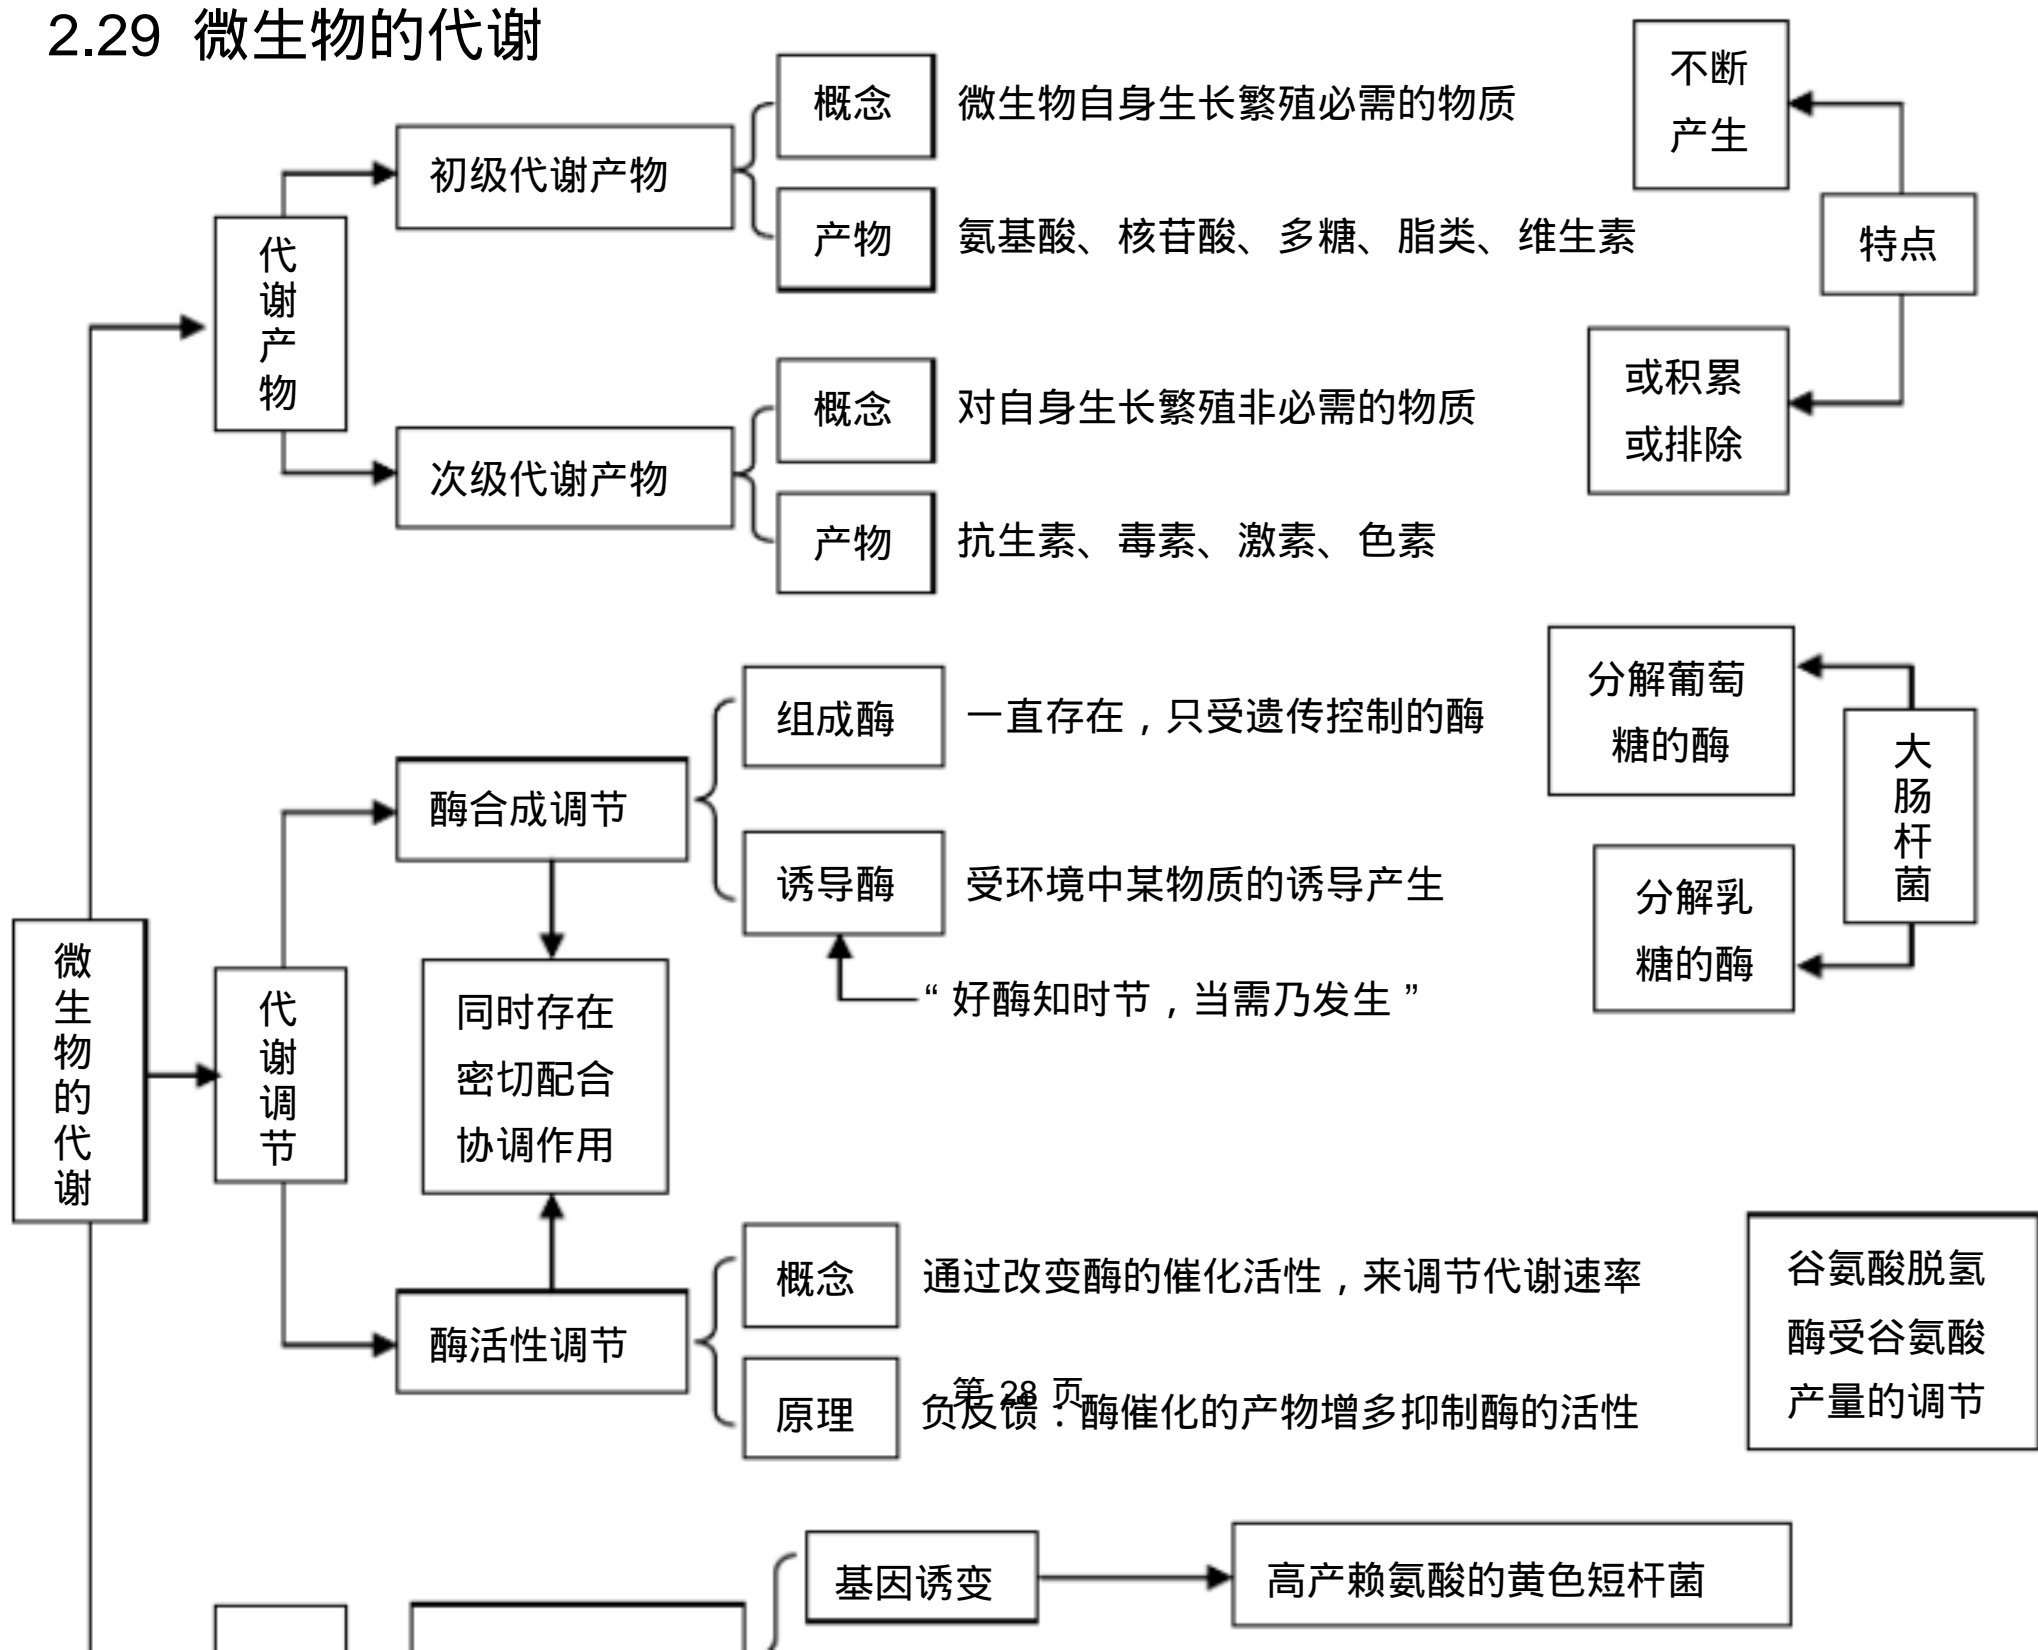 2.29 微生物的代谢
概念
微生物自身生长繁殖必需的物质
不断
产生
初级代谢产物
产物
氨基酸、核苷酸、多糖、脂类、维生素
特点
代谢产物
概念
对自身生长繁殖非必需的物质
或积累
或排除
次级代谢产物
产物
抗生素、毒素、激素、色素
组成酶
一直存在，只受遗传控制的酶
分解葡萄
糖的酶
大肠杆菌
酶合成调节
诱导酶
受环境中某物质的诱导产生
分解乳
糖的酶
“好酶知时节，当需乃发生”
微生物的代谢
代谢调节
同时存在
密切配合
协调作用
概念
通过改变酶的催化活性，来调节代谢速率
谷氨酸脱氢
酶受谷氨酸
产量的调节
酶活性调节
原理
负反馈：酶催化的产物增多抑制酶的活性
第 28 页
基因诱变
高产赖氨酸的黄色短杆菌